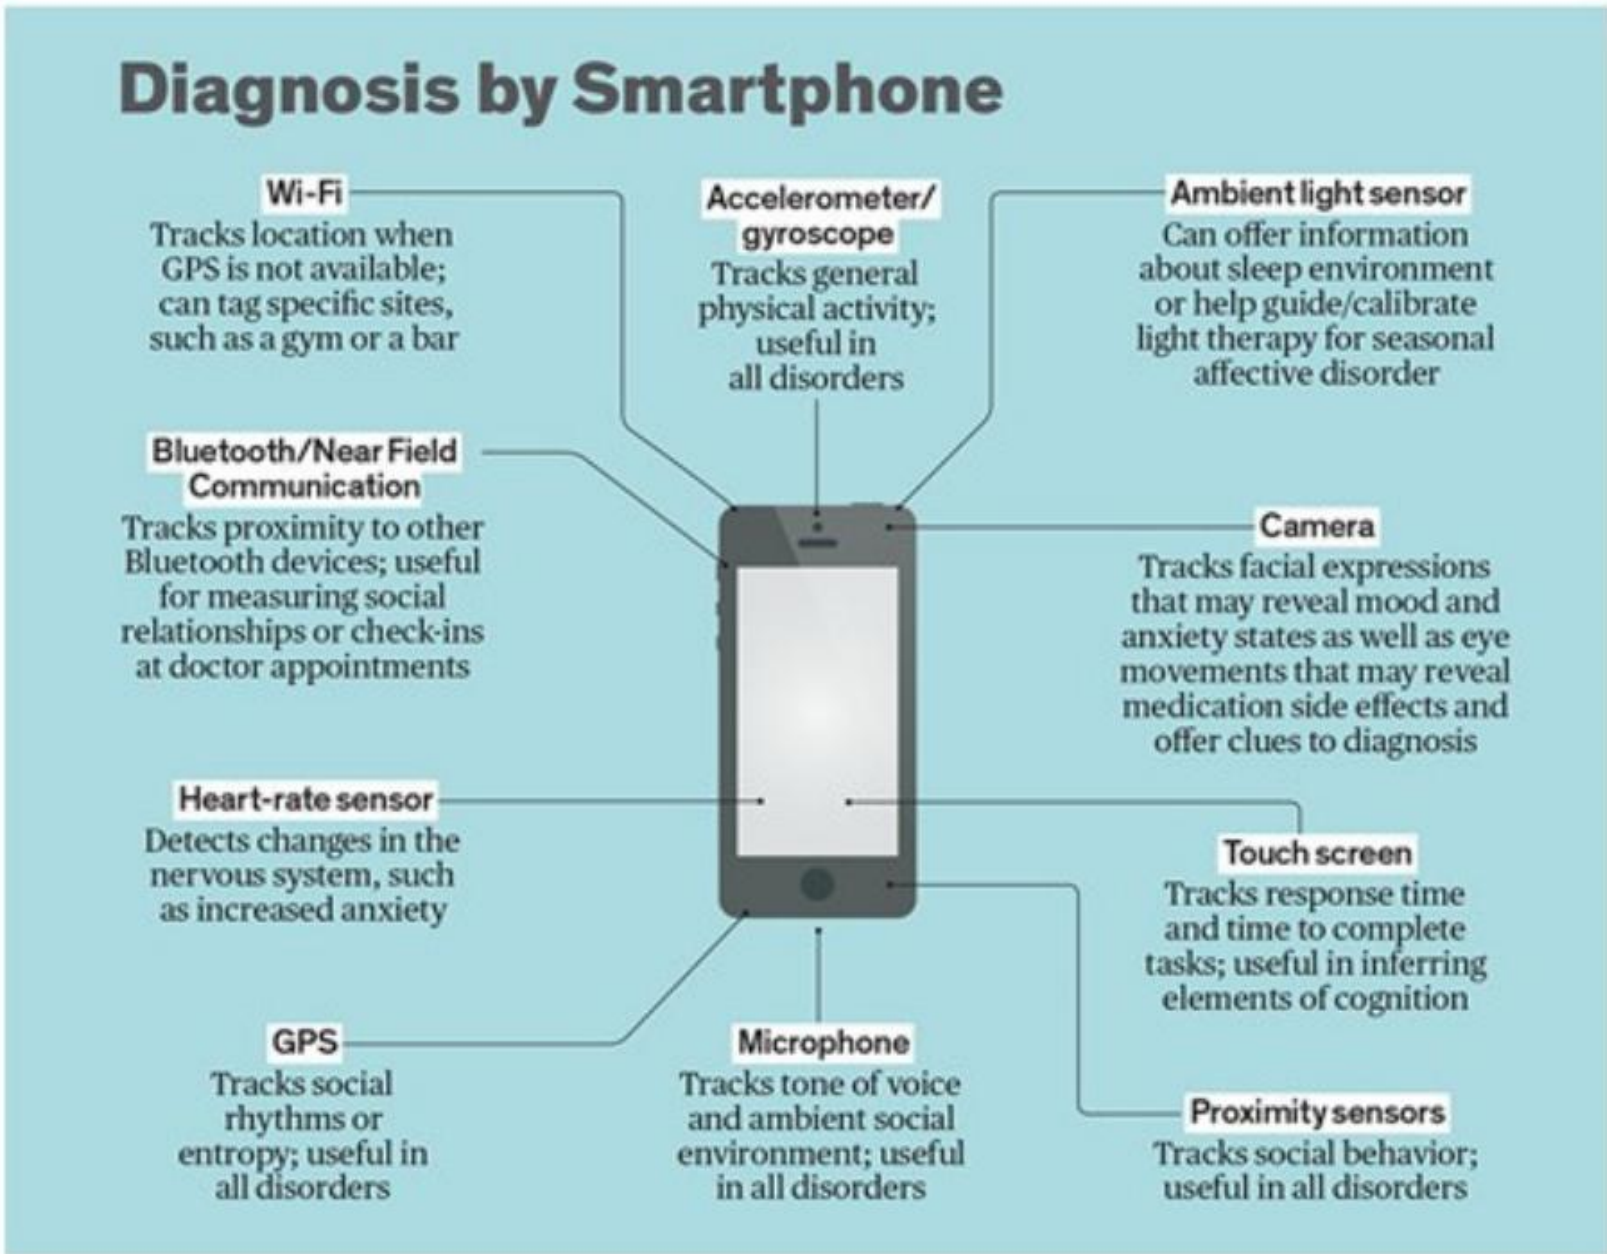 Diagnosis by Smartphone
Wi-Fi
Tracks location when
GPS is not available;
can tag specific sites,
such as a gym or a bar
Accelerometer/
gyroscope
Tracks general
physical activity;
useful in
all disorders
Ambient light sensor
Can offer information
about sleep environment
or help guide/calibrate
light therapy for seasonal
affective disorder
Bluetooth/Near Field
Communication
Tracks proximity to other
Bluetooth devices; useful
for measuring social
relationships or check-ins
at doctor appointments
Camera
Tracks facial expressions
that may reveal mood and
anxiety states as well as eye
movements that may reveal
medication side effects and
offer clues to diagnosis
Heart-rate sensor
Detects changes in the
nervous system, such
as increased anxiety
Touch screen
Tracks response time
and time to complete
tasks; useful in inferring
elements of cognition
GPS
Tracks social
rhythms or
entropy; useful in
all disorders
Microphone
Tracks tone of voice
and ambient social
environment; useful
in all disorders
Proximity sensors
Tracks social behavior;
useful in all disorders